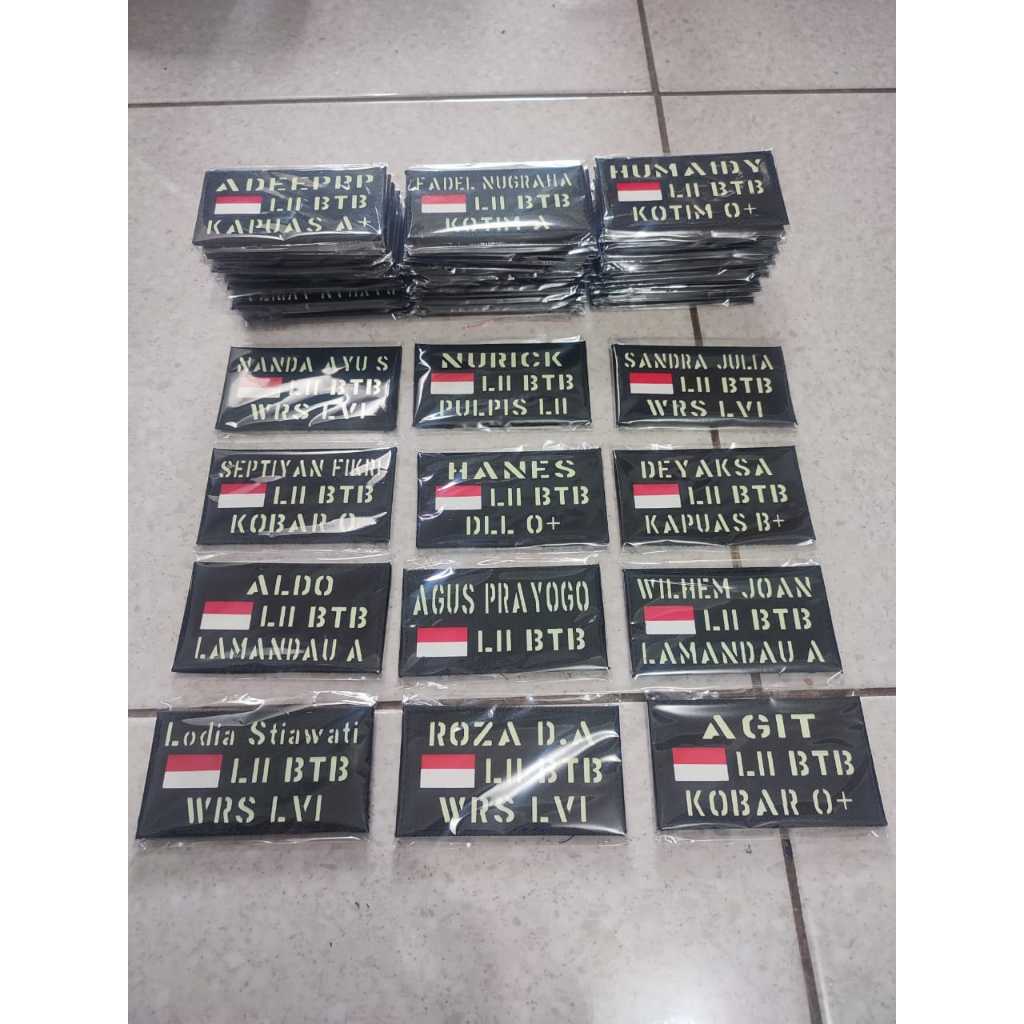 ADEEPRP
LII BTB
KAPUAS A+
FADEL NUGRAHA
LII BTB
KOTIM A
HUMAIDY
LII BTB
KOTIM O+
NANDA AYU S
LII BTB
WRS LVI
NURICK
LII BTB
PULPIS LII
SANDRA JULIA
LII BTB
WRS LVI
SEPTIYAN FIKRI
LII BTB
KOBAR O
HANES
LII BTB
DLL O+
DEYAKSA
LII BTB
KAPUAS B+
ALDO
LII BTB
LAMANDAU A
AGUS PRAYOGO
LII BTB
WILHEM JOAN
LII BTB
LAMANDAU A
Lodia Stiawati
LII BTB
WRS LVI
ROZA D.A
LII BTB
WRS LVI
AGIT
LII BTB
KOBAR O+